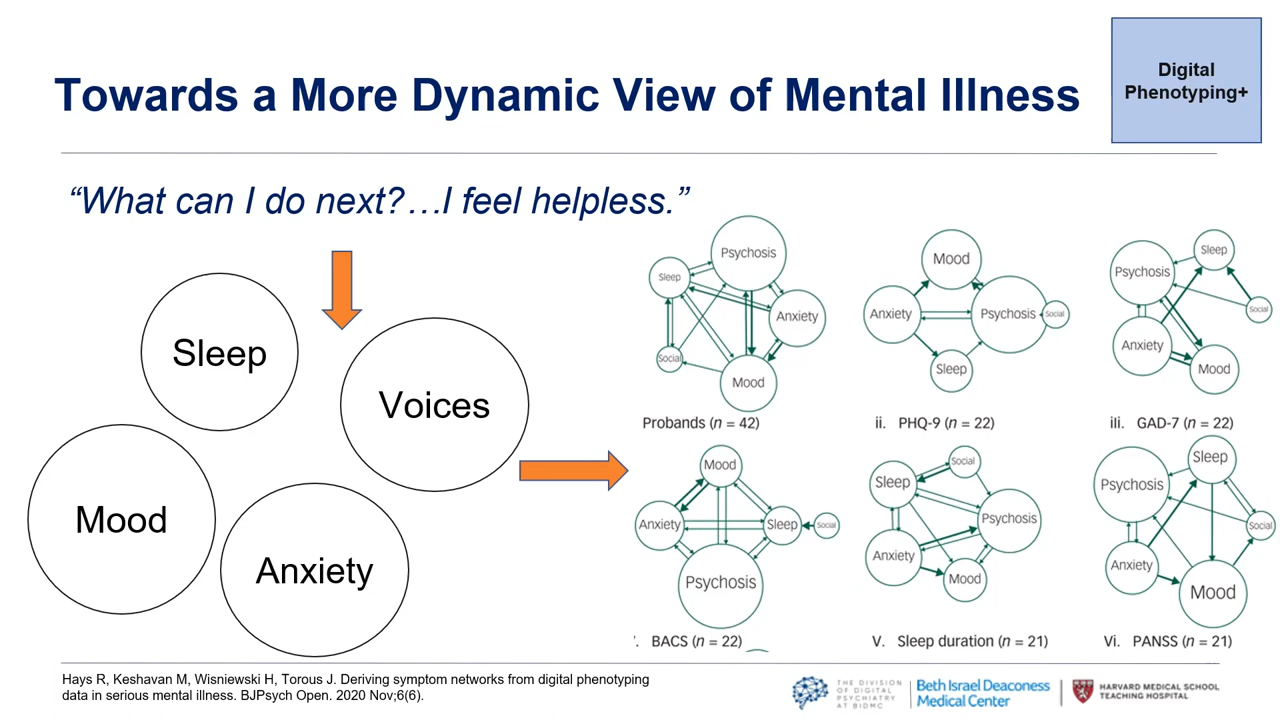 Towards a More Dynamic View of Mental Illness
Digital
Phenotyping+
“What can I do next?…I feel helpless.”
Sleep
Voices
Mood
Anxiety
Psychosis
Sleep
Anxiety
Social
Mood
Probands (n = 42)
Mood
Anxiety
Psychosis
Social
Sleep
ii. PHQ-9 (n = 22)
Sleep
Psychosis
Social
Anxiety
Mood
iii. GAD-7 (n = 22)
Mood
Anxiety
Sleep
Social
Psychosis
. BACS (n = 22)
Social
Sleep
Psychosis
Anxiety
Mood
V. Sleep duration (n = 21)
Sleep
Psychosis
Social
Anxiety
Mood
Vi. PANSS (n = 21)
Hays R, Keshavan M, Wisniewski H, Torous J. Deriving symptom networks from digital phenotyping
data in serious mental illness. BJPsych Open. 2020 Nov;6(6).
THE DIVISION
OF DIGITAL
PSYCHIATRY
AT BIDMC
Beth Israel Deaconess
Medical Center
HARVARD MEDICAL SCHOOL
TEACHING HOSPITAL